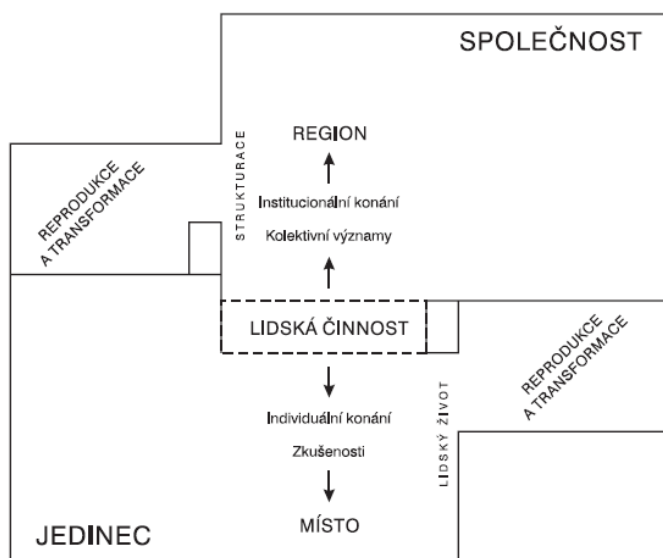 SPOLEČNOST
REGION
STRUKTURACE
REPRODUKCE
A TRANSFORMACE
Institucionální konání
Kolektivní významy
LIDSKÁ ČINNOST
REPRODUKCE
A TRANSFORMACE
LIDSKÝ ŽIVOT
Individuální konání
Zkušenosti
MÍSTO
JEDINEC